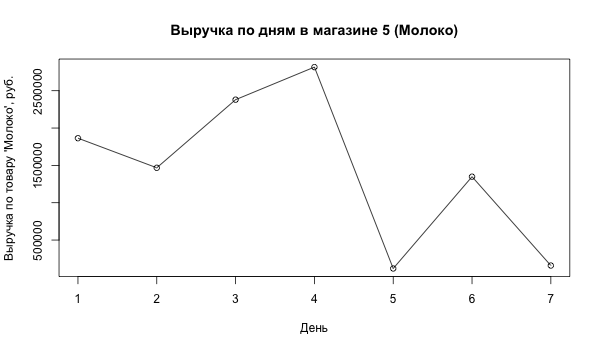 Выручка по дням в магазине 5 (Молоко)
Выручка по товару 'Молоко', руб.
2500000
1500000
500000
1 2 3 4 5 6 7
День